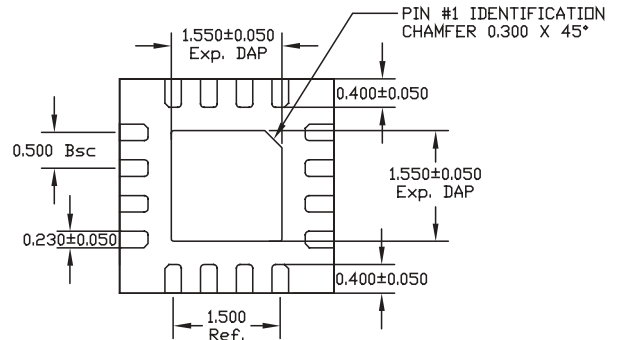 PIN #1 IDENTIFICATION
CHAMFER 0.300 X 45°
1.550±0.050
Exp. DAP
0.400±0.050
0.500 Bsc
1.550±0.050
Exp. DAP
0.230±0.050
0.400±0.050
1.500
Ref.